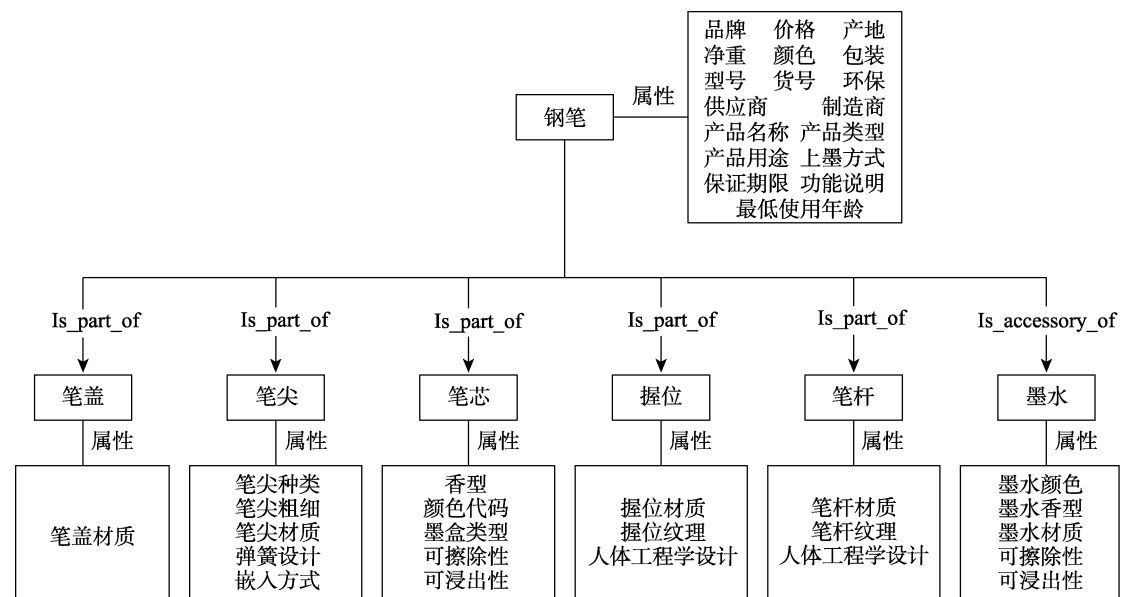 品牌 价格 产地
净重 颜色 包装
型号 货号 环保
供应商 制造商
产品名称 产品类型
产品用途 上墨方式
保证期限 功能说明
最低使用年龄
属性
钢笔
Is_part_of Is_part_of Is_part_of Is_part_of Is_part_of Is_accessory_of
笔盖 笔尖 笔芯 握位 笔杆 墨水
属性 属性 属性 属性 属性 属性
笔盖材质
笔尖种类
笔尖粗细
笔尖材质
弹簧设计
嵌入方式
香型
颜色代码
墨盒类型
可擦除性
可浸出性
握位材质
握位纹理
人体工程学设计
笔杆材质
笔杆纹理
人体工程学设计
墨水颜色
墨水香型
墨水材质
可擦除性
可浸出性